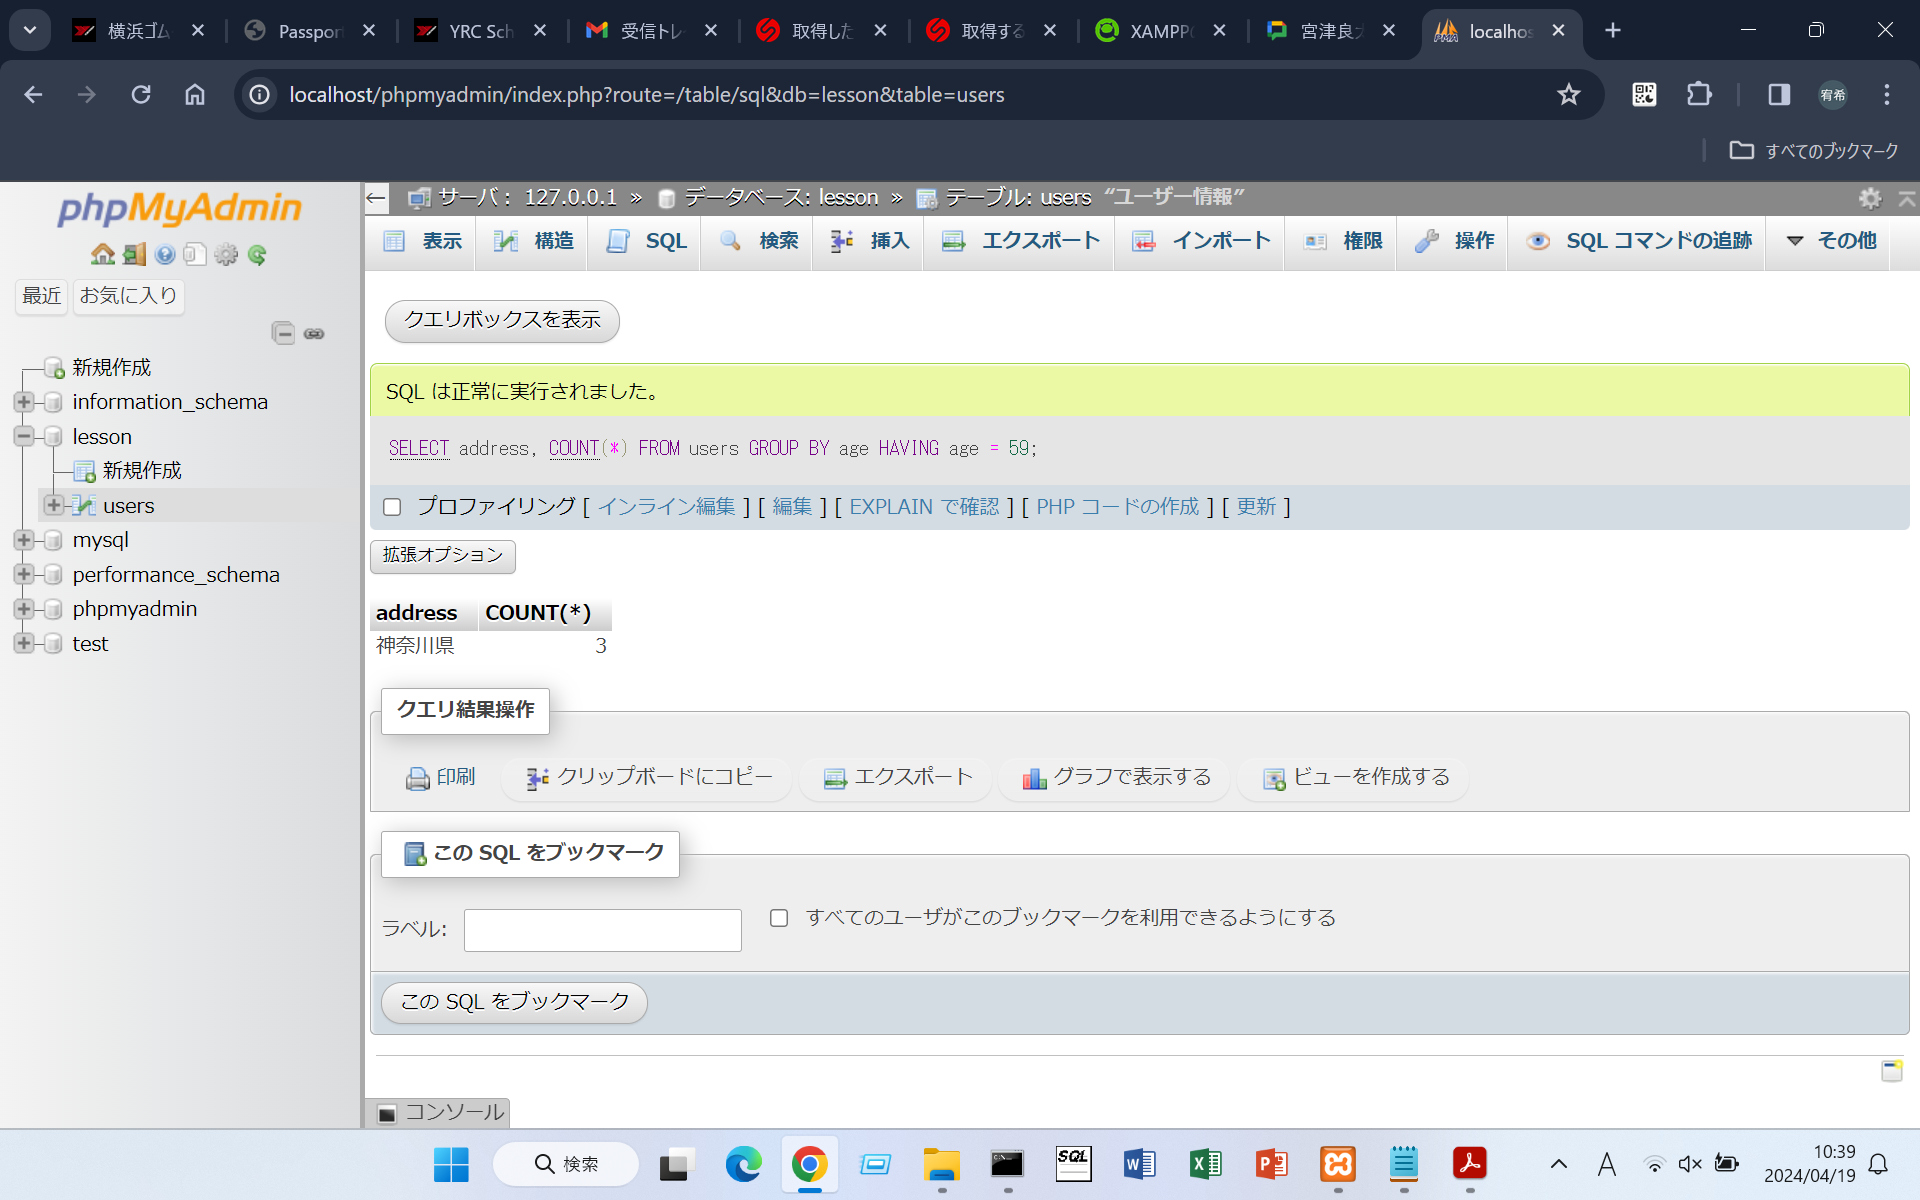 横浜ゴム
Passport
YRC Sch
受信トレ
取得した
取得する
XAMPP
宮津良
localhos
localhost/phpmyadmin/index.php?route=/table/sql&db=lesson&table=users
宥希
すべてのブックマーク
phpMyAdmin
最近
お気に入り
新規作成
information_schema
lesson
新規作成
users
mysql
performance_schema
phpmyadmin
test
サーバ: 127.0.0.1 » データベース: lesson » テーブル: users “ユーザー情報”
表示 構造 SQL 検索 挿入 エクスポート インポート 権限 操作 SQL コマンドの追跡 その他
クエリボックスを表示
SQL は正常に実行されました。
SELECT address, COUNT(*) FROM users GROUP BY age HAVING age = 59;
プロファイリング [ インライン編集 ] [ 編集 ] [ EXPLAIN で確認 ] [ PHP コードの作成 ] [ 更新 ]
拡張オプション
address COUNT(*)
神奈川県 3
クエリ結果操作
印刷 クリップボードにコピー エクスポート グラフで表示する ビューを作成する
この SQL をブックマーク
ラベル: すべてのユーザがこのブックマークを利用できるようにする
この SQL をブックマーク
コンソール
検索
SQL
A
10:39
2024/04/19